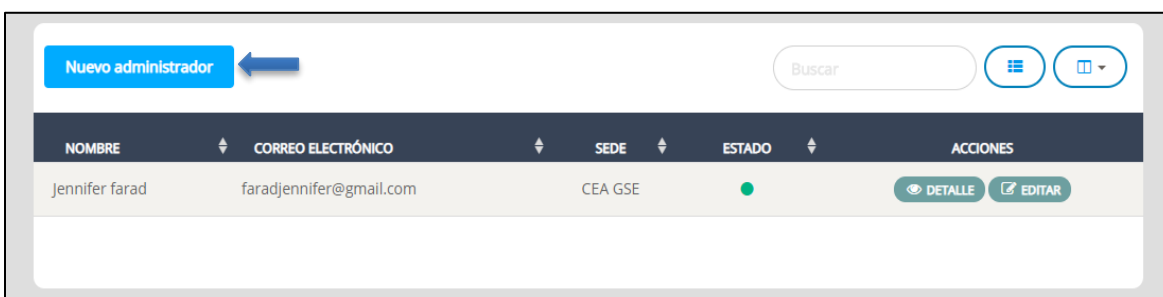 Nuevo administrador
Buscar
NOMBRE CORREO ELECTRÓNICO SEDE ESTADO ACCIONES
Jennifer farad faradjennifer@gmail.com CEA GSE DETALLE EDITAR